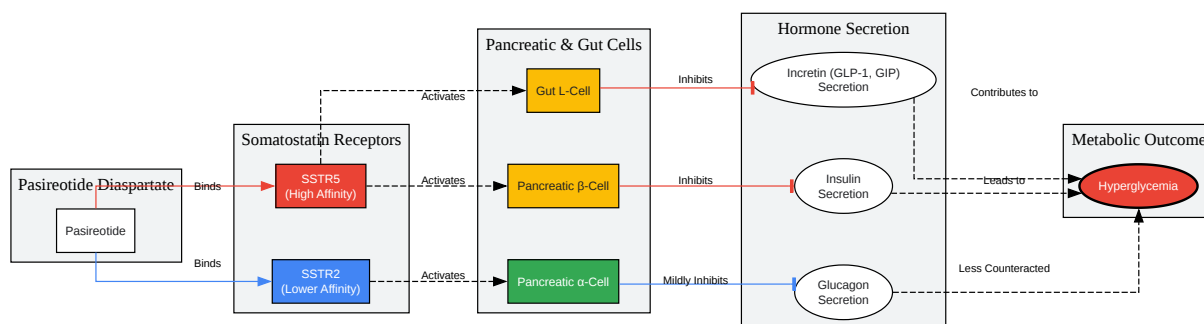 Hormone Secretion
Pancreatic & Gut Cells
Incretin (GLP-1, GIP)
Secretion
Gut L-Cell
Inhibits
Activates
Contributes to
Somatostatin Receptors
Metabolic Outcome
Pasireotide Diaspartate
SSTR5
(High Affinity)
Binds
Activates
Pancreatic β-Cell
Inhibits
Insulin
Secretion
Leads to
Hyperglycemia
Pasireotide
Binds
SSTR2
(Lower Affinity)
Activates
Pancreatic α-Cell
Mildly Inhibits
Glucagon
Secretion
Less Counteracted